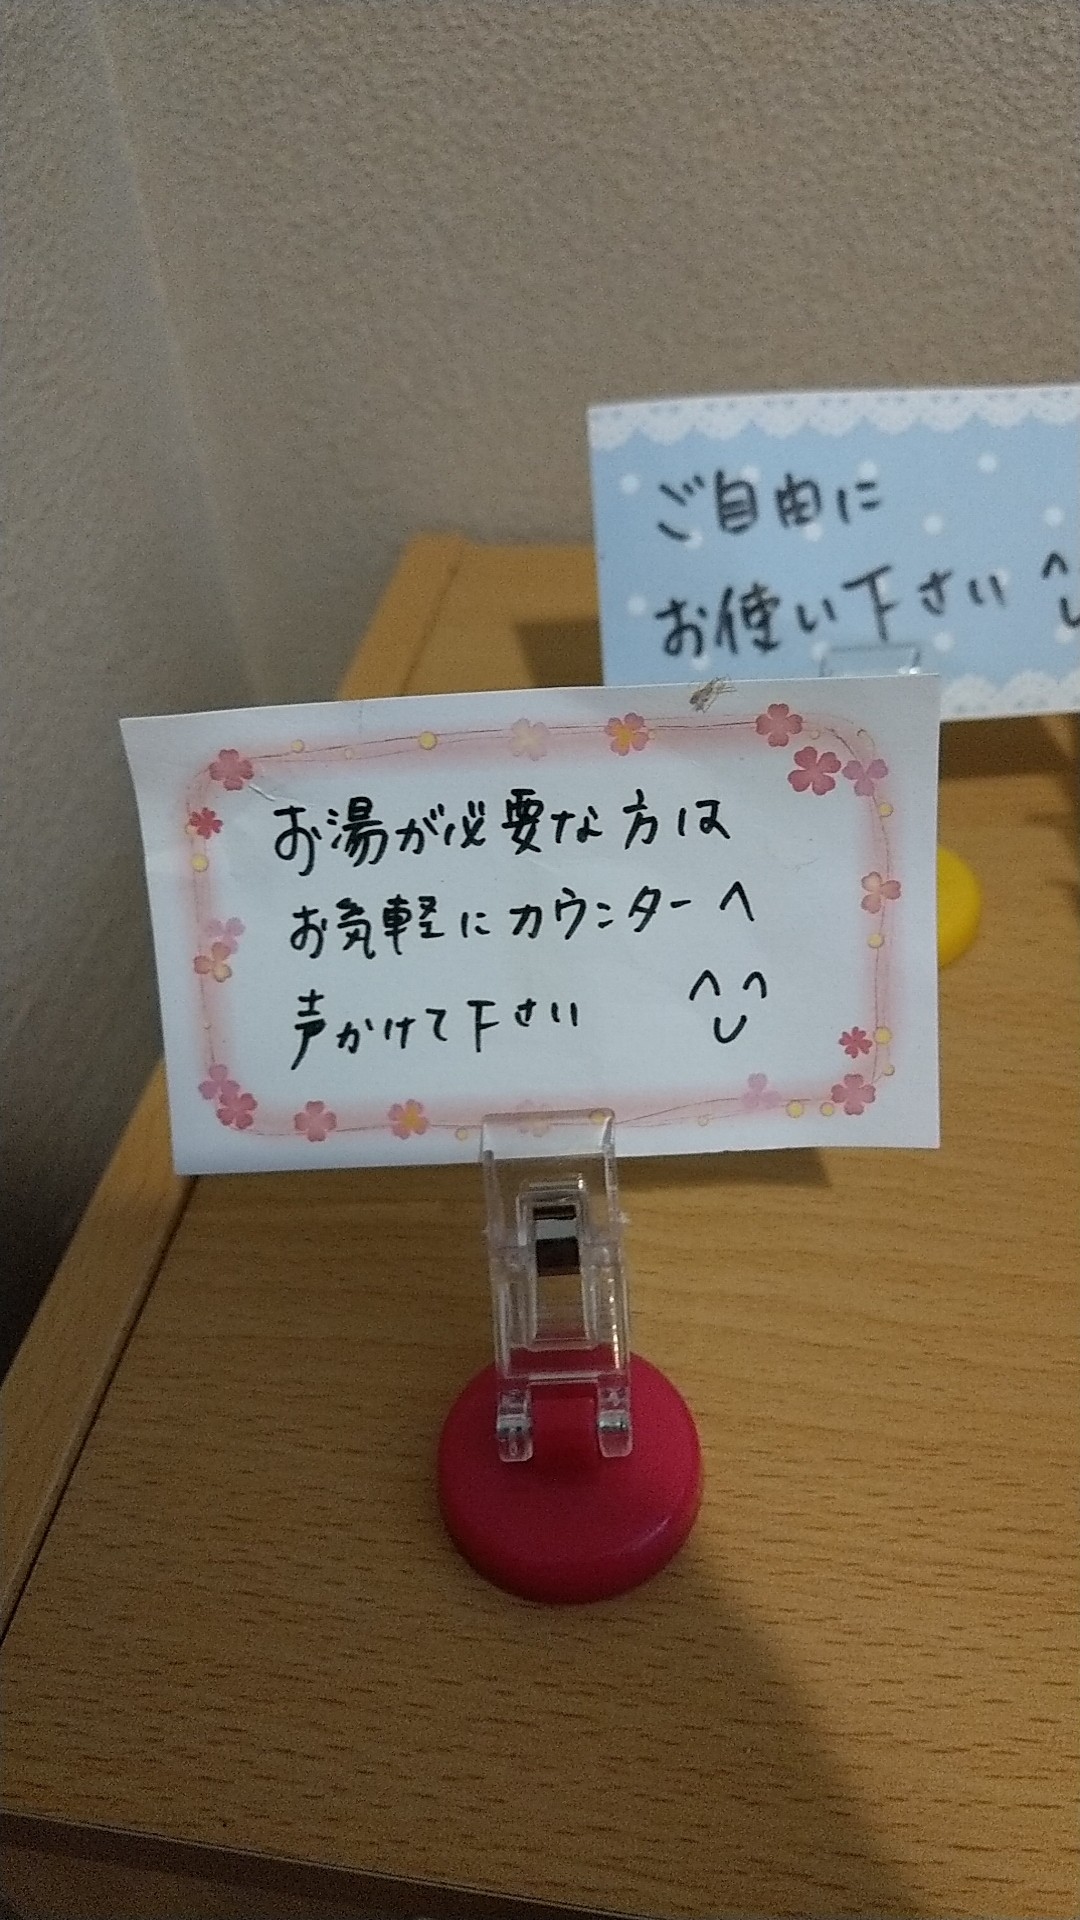 ご自由に
お使い下さい
お湯が必要な方は
お気軽にカウンターへ
声かけて下さい